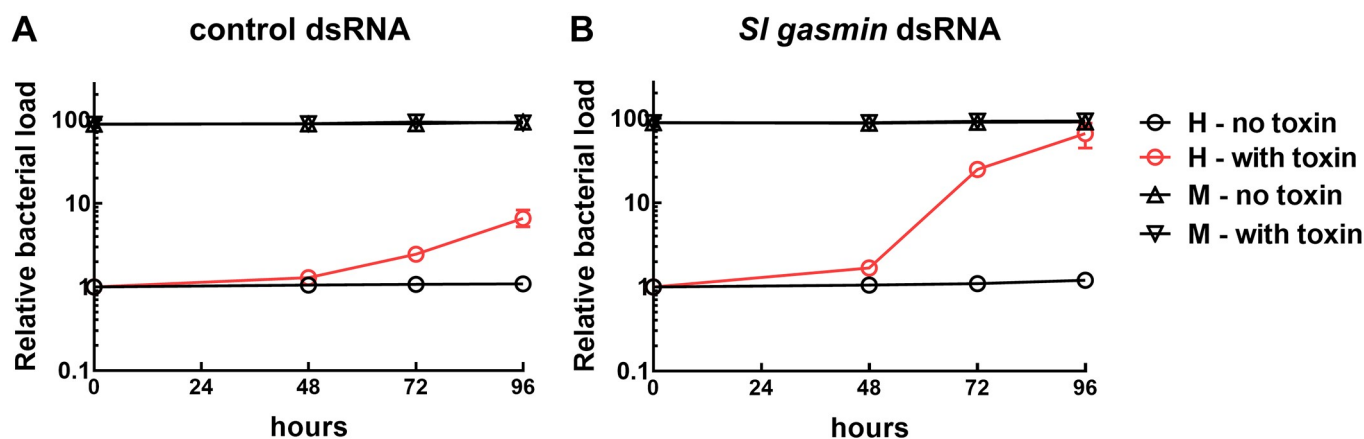 A
control dsRNA
Relative bacterial load
100
10
1
0.1
0
24
48
72
96
hours
B
Sl gasmin dsRNA
Relative bacterial load
100
10
1
0.1
0
24
48
72
96
hours
H - no toxin
H - with toxin
M - no toxin
M - with toxin